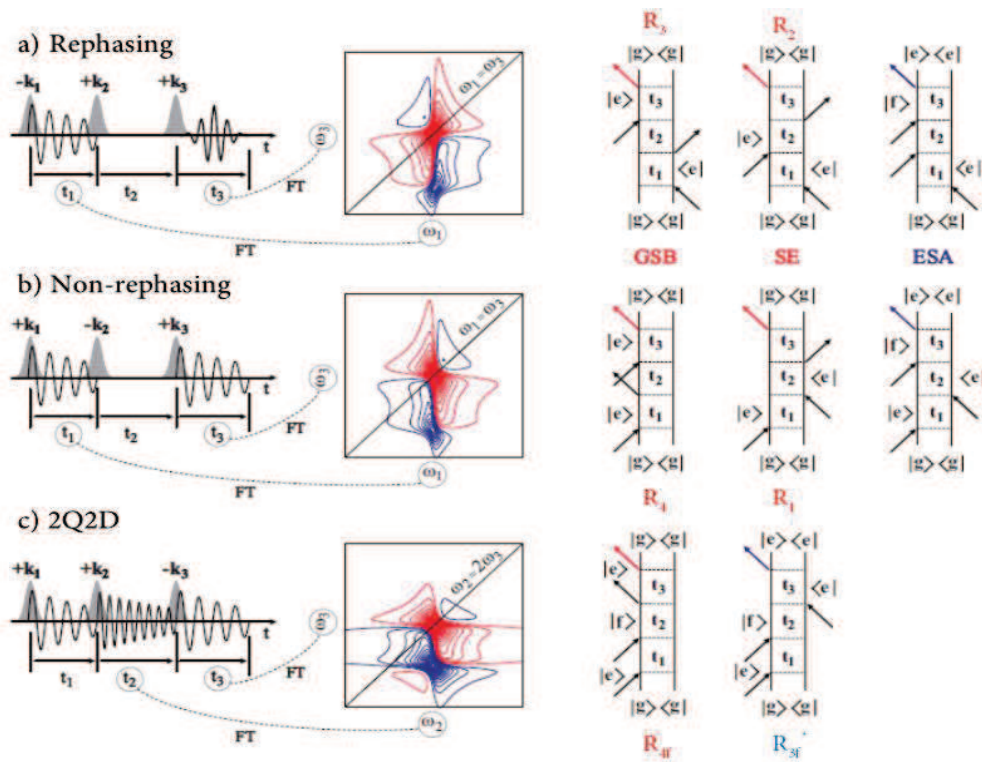 a) Rephasing
-k₁ +k₂ +k₃
t
t₁ t₂ t₃
FT
FT
ω₃
ω₁ = ω₃
ω₁
R₃
|g> <g|
|e> t₃
t₂
t₁ <e|
|g> <g|
GSB
R₂
|g> <g|
t₃
|e> t₂
t₁ <e|
|g> <g|
SE
|e> <e|
|f> t₃
t₂
t₁ <e|
|g> <g|
ESA
b) Non-rephasing
+k₁ -k₂ +k₃
t
t₁ t₂ t₃
FT
FT
ω₃
ω₁ = ω₃
ω₁
|g> <g|
|e> t₃
t₂
|e> t₁
|g> <g|
R₄
|g> <g|
t₃
t₂ <e|
|e> t₁
|g> <g|
R₁
|e> <e|
|f> t₃
t₂ <e|
|e> t₁
|g> <g|
c) 2Q2D
+k₁ +k₂ -k₃
t
t₁ t₂ t₃
FT
FT
ω₃
ω₂ = 2ω₃
ω₂
|g> <g|
|e> t₃
|f> t₂
|e> t₁
|g> <g|
R₄f
|e> <e|
t₃ <e|
|f> t₂
|e> t₁
|g> <g|
R₃f*